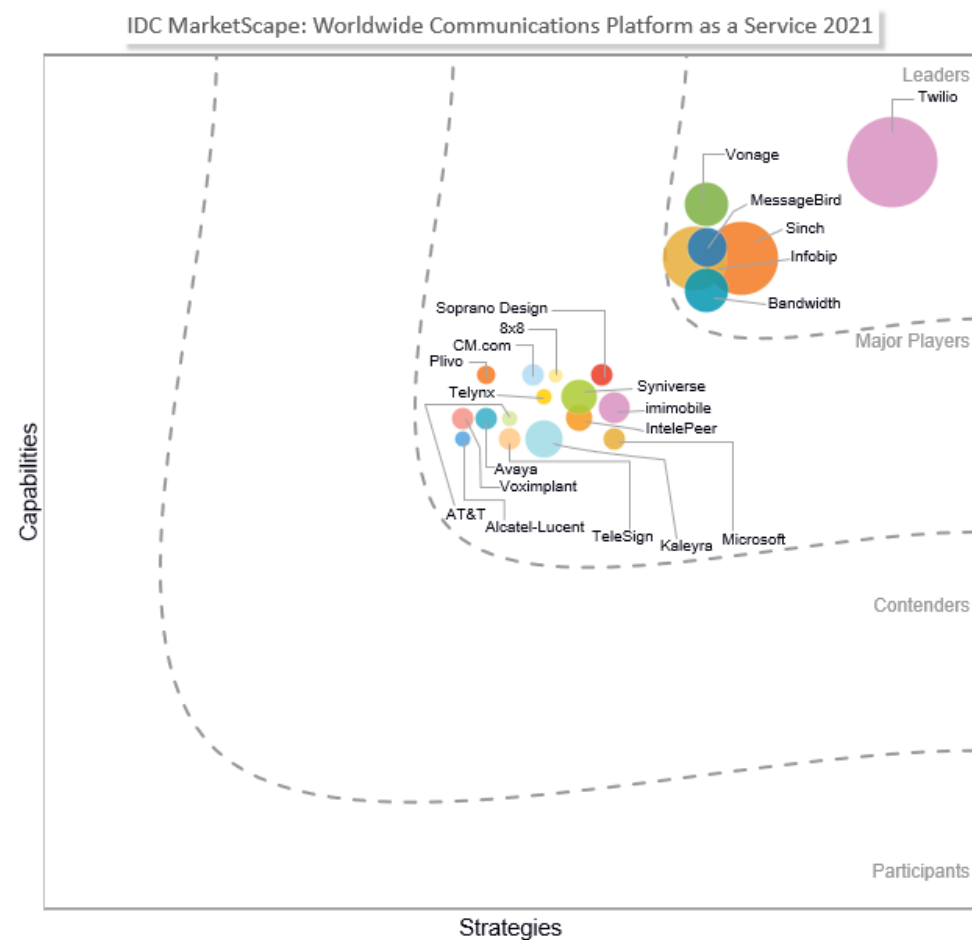 IDC MarketScape: Worldwide Communications Platform as a Service 2021
Leaders
Twilio
Vonage
MessageBird
Sinch
Infobip
Bandwidth
Soprano Design
8x8
CM.com
Plivo
Major Players
Telynx
Syniverse
imimobile
IntelePeer
Avaya
Voximplant
AT&T
Alcatel-Lucent
TeleSign
Kaleyra
Microsoft
Capabilities
Contenders
Participants
Strategies